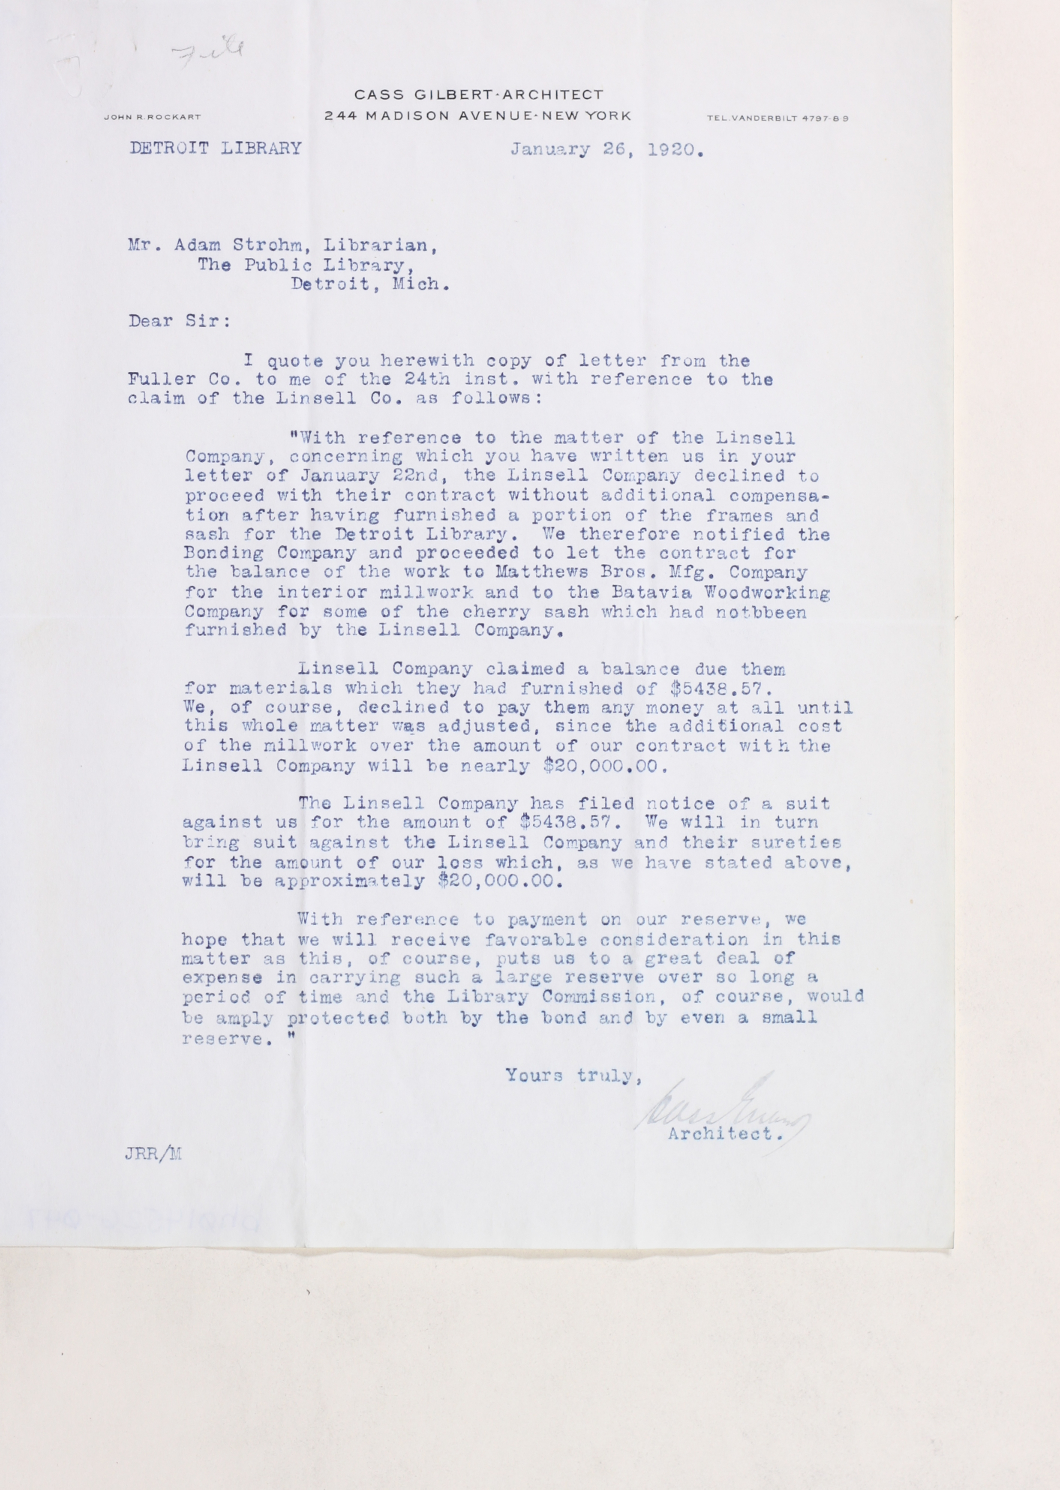 File
CASS GILBERT-ARCHITECT
JOHN R. ROCKART 244 MADISON AVENUE-NEW YORK TEL. VANDERBILT 4797-8-9
DETROIT LIBRARY January 26, 1920.
Mr. Adam Strohm, Librarian,
The Public Library,
Detroit, Mich.
Dear Sir:
I quote you herewith copy of letter from the
Fuller Co. to me of the 24th inst. with reference to the
claim of the Linsell Co. as follows:
"With reference to the matter of the Linsell
Company, concerning which you have written us in your
letter of January 22nd, the Linsell Company declined to
proceed with their contract without additional compensa-
tion after having furnished a portion of the frames and
sash for the Detroit Library. We therefore notified the
Bonding Company and proceeded to let the contract for
the balance of the work to Matthews Bros. Mfg. Company
for the interior millwork and to the Batavia Woodworking
Company for some of the cherry sash which had notbbeen
furnished by the Linsell Company.
Linsell Company claimed a balance due them
for materials which they had furnished of $5438.57.
We, of course, declined to pay them any money at all until
this whole matter was adjusted, since the additional cost
of the millwork over the amount of our contract with the
Linsell Company will be nearly $20,000.00.
The Linsell Company has filed notice of a suit
against us for the amount of $5438.57. We will in turn
bring suit against the Linsell Company and their sureties
for the amount of our loss which, as we have stated above,
will be approximately $20,000.00.
With reference to payment on our reserve, we
hope that we will receive favorable consideration in this
matter as this, of course, puts us to a great deal of
expense in carrying such a large reserve over so long a
period of time and the Library Commission, of course, would
be amply protected both by the bond and by even a small
reserve. "
Yours truly,
Cass Gilbert
Architect.
JRR/M